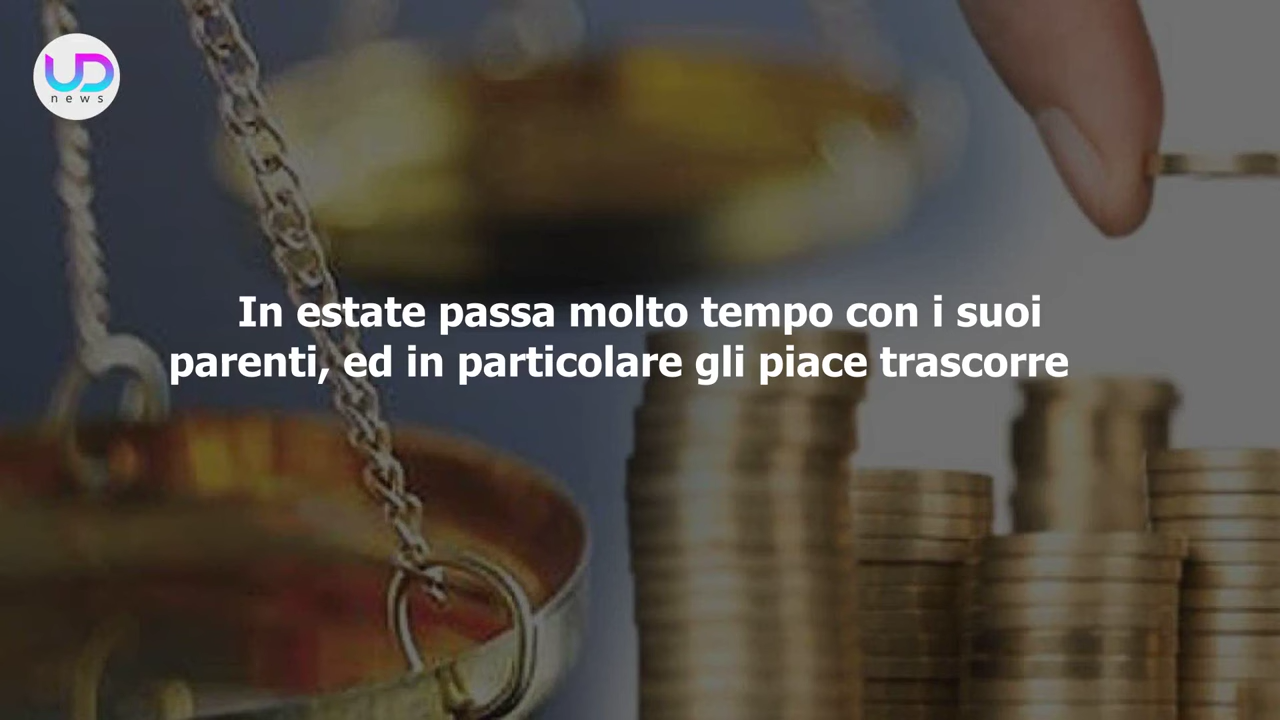 UD
news
In estate passa molto tempo con i suoi
parenti, ed in particolare gli piace trascorre